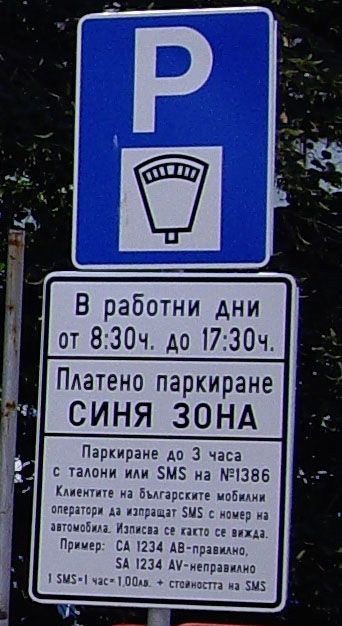 P
В работни дни
от 8:30ч. до 17:30ч.
Платено паркиране
СИНЯ ЗОНА
Паркиране до 3 часа
с талони или SMS на №1386
Клиентите на българските мобилни
оператори да изпращат SMS с номер на
автомобила. Изписва се както се вижда.
Пример: СА 1234 АВ-правилно,
SA 1234 AV-неправилно
1 SMS=1 час=1,00лв. + стойността на SMS